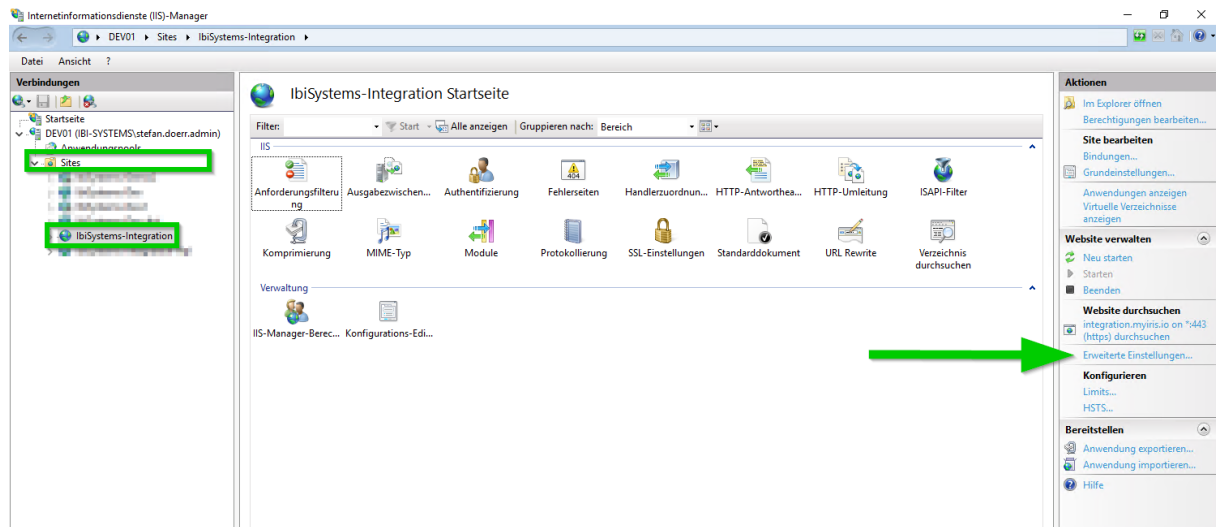 Internetinformationsdienste (IIS)-Manager
DEV01 Sites IbiSystems-Integration
Datei Ansicht ?
Verbindungen
Startseite
DEV01 (IBI-SYSTEMS\stefan.doerr.admin)
Anwendungspools
Sites
IbiSystems-Integration
IbiSystems-Integration Startseite
Filter: Start Alle anzeigen Gruppieren nach: Bereich
IIS
Anforderungsfilteru
ng
Ausgabezwischen...
Authentifizierung
Fehlerseiten
404
Handlerzuordnun...
HTTP-Antworthea...
HTTP-Umleitung
ISAPI-Filter
Komprimierung
MIME-Typ
Module
Protokollierung
SSL-Einstellungen
Standarddokument
URL Rewrite
Verzeichnis
durchsuchen
Verwaltung
IIS-Manager-Berec...
Konfigurations-Edi...
Aktionen
Im Explorer öffnen
Berechtigungen bearbeiten...
Site bearbeiten
Bindungen...
Grundeinstellungen...
Anwendungen anzeigen
Virtuelle Verzeichnisse
anzeigen
Website verwalten
Neu starten
Starten
Beenden
Website durchsuchen
integration.myiris.io on *:443
(https) durchsuchen
Erweiterte Einstellungen...
Konfigurieren
Limits...
HSTS...
Bereitstellen
Anwendung exportieren...
Anwendung importieren...
Hilfe